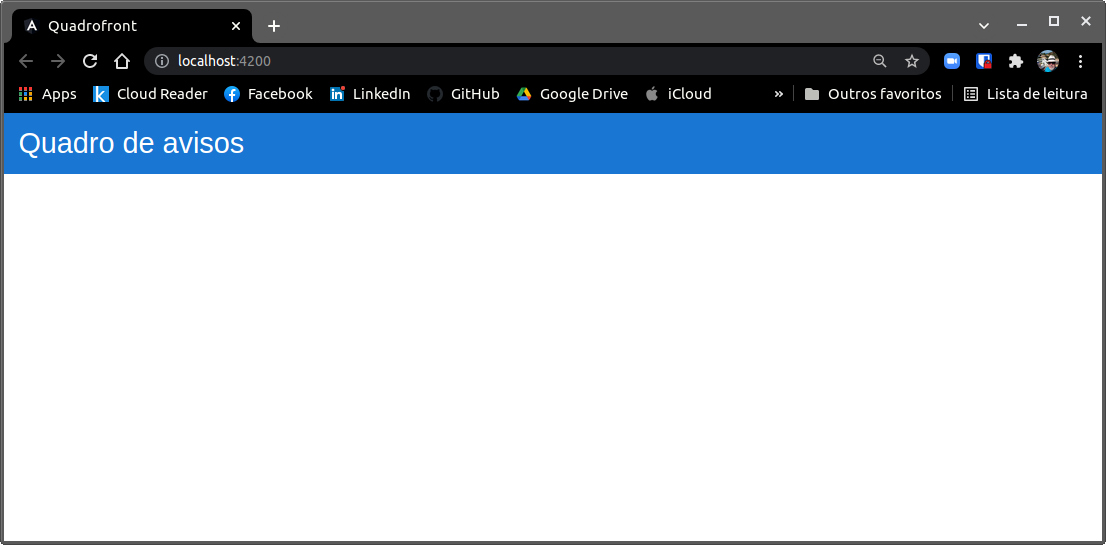 Quadrofront
localhost:4200
Apps Cloud Reader Facebook LinkedIn GitHub Google Drive iCloud » Outros favoritos Lista de leitura
Quadro de avisos